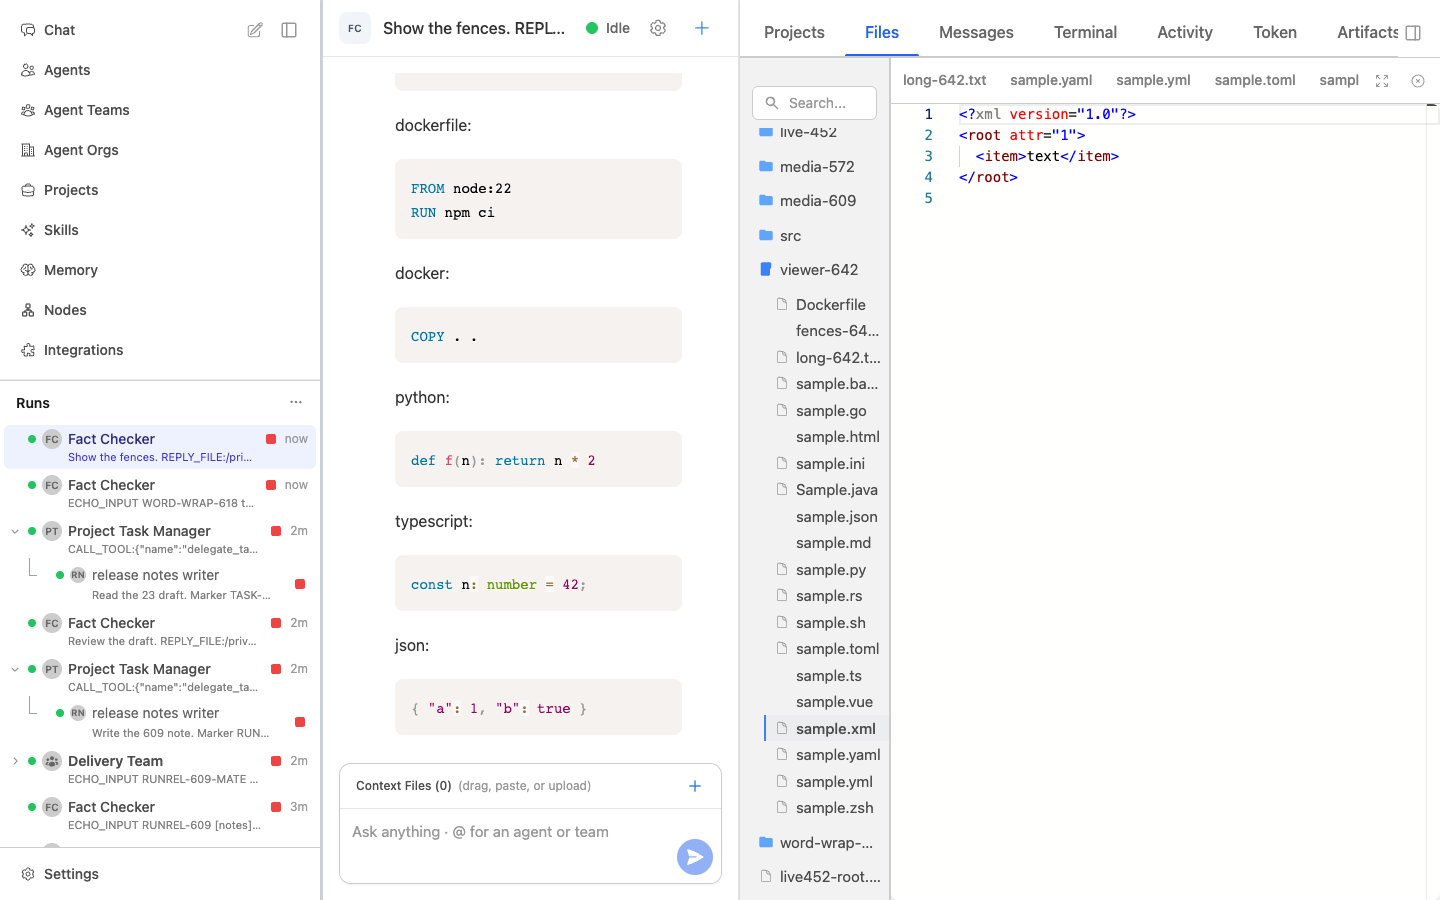 Chat
Agents
Agent Teams
Agent Orgs
Projects
Skills
Memory
Nodes
Integrations
Runs
FC Fact Checker now
Show the fences. REPLY_FILE:/pri...
FC Fact Checker now
ECHO_INPUT WORD-WRAP-618 t...
PT Project Task Manager 2m
CALL_TOOL:{"name":"delegate_ta...
RN release notes writer
Read the 23 draft. Marker TASK-...
FC Fact Checker 2m
Review the draft. REPLY_FILE:/priv...
PT Project Task Manager 2m
CALL_TOOL:{"name":"delegate_ta...
RN release notes writer
Write the 609 note. Marker RUN...
Delivery Team 2m
ECHO_INPUT RUNREL-609-MATE ...
FC Fact Checker 3m
ECHO_INPUT RUNREL-609 [notes]...
Settings
FC Show the fences. REPL... Idle
dockerfile:
FROM node:22
RUN npm ci
docker:
COPY . .
python:
def f(n): return n * 2
typescript:
const n: number = 42;
json:
{ "a": 1, "b": true }
Context Files (0) (drag, paste, or upload)
Ask anything · @ for an agent or team
Projects Files Messages Terminal Activity Token Artifacts
Search...
live-452
media-572
media-609
src
viewer-642
Dockerfile
fences-64...
long-642.t...
sample.ba...
sample.go
sample.html
sample.ini
Sample.java
sample.json
sample.md
sample.py
sample.rs
sample.sh
sample.toml
sample.ts
sample.vue
sample.xml
sample.yaml
sample.yml
sample.zsh
word-wrap-...
live452-root....
long-642.txt sample.yaml sample.yml sample.toml sampl
1 <?xml version="1.0"?>
2 <root attr="1">
3 <item>text</item>
4 </root>
5